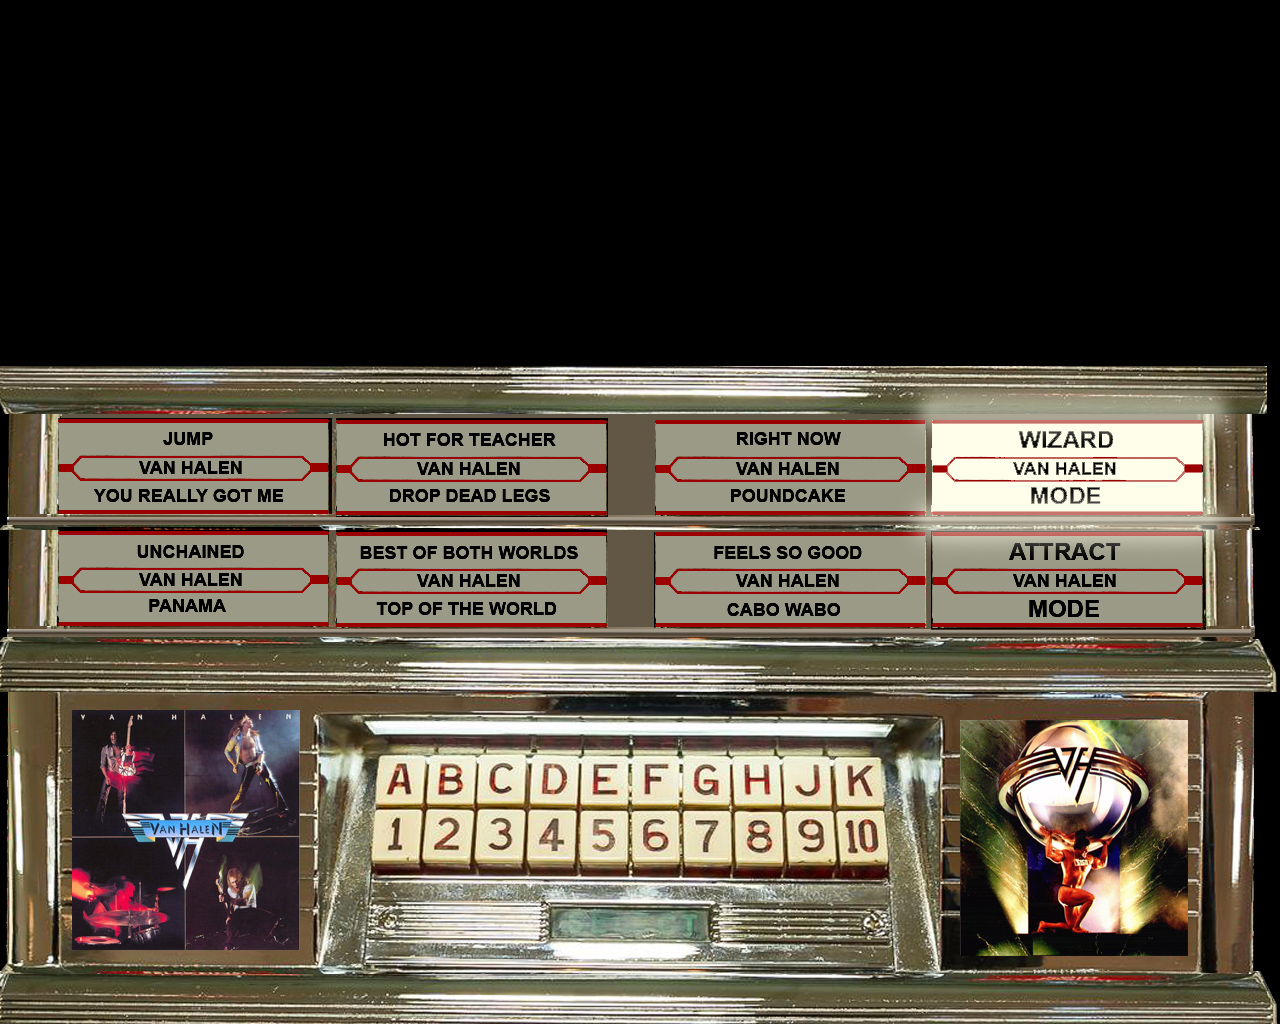 JUMP
VAN HALEN
YOU REALLY GOT ME
HOT FOR TEACHER
VAN HALEN
DROP DEAD LEGS
RIGHT NOW
VAN HALEN
POUNDCAKE
WIZARD
VAN HALEN
MODE
UNCHAINED
VAN HALEN
PANAMA
BEST OF BOTH WORLDS
VAN HALEN
TOP OF THE WORLD
FEELS SO GOOD
VAN HALEN
CABO WABO
ATTRACT
VAN HALEN
MODE
VAN HALEN
VAN HALEN
A B C D E F G H J K
1 2 3 4 5 6 7 8 9 10
VH